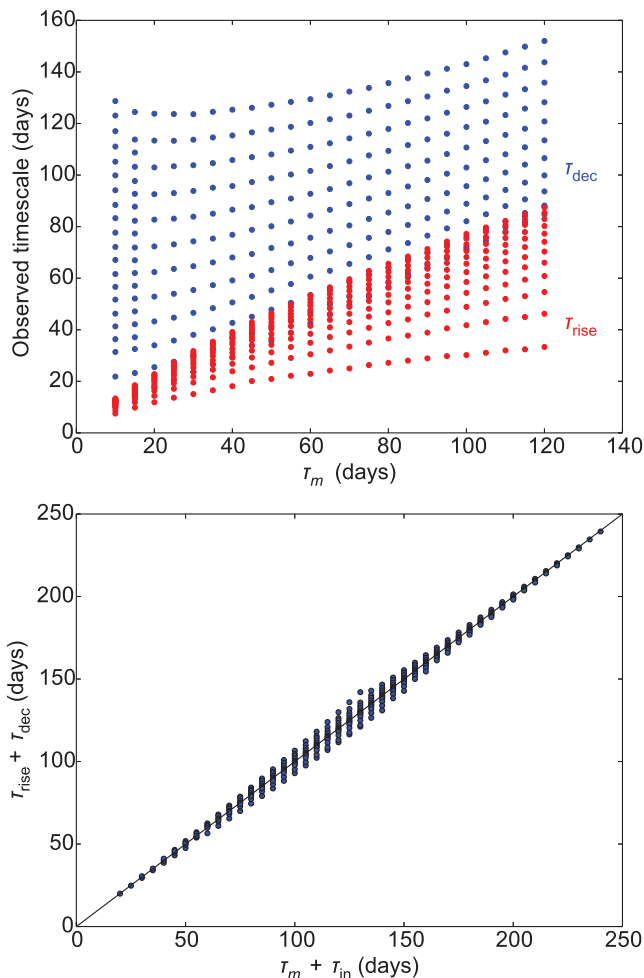 160
140
120
100
80
60
40
20
0
Observed timescale (days)
τdec
τrise
0 20 40 60 80 100 120 140
τm (days)
250
200
150
100
50
0
τrise + τdec (days)
0 50 100 150 200 250
τm + τin (days)